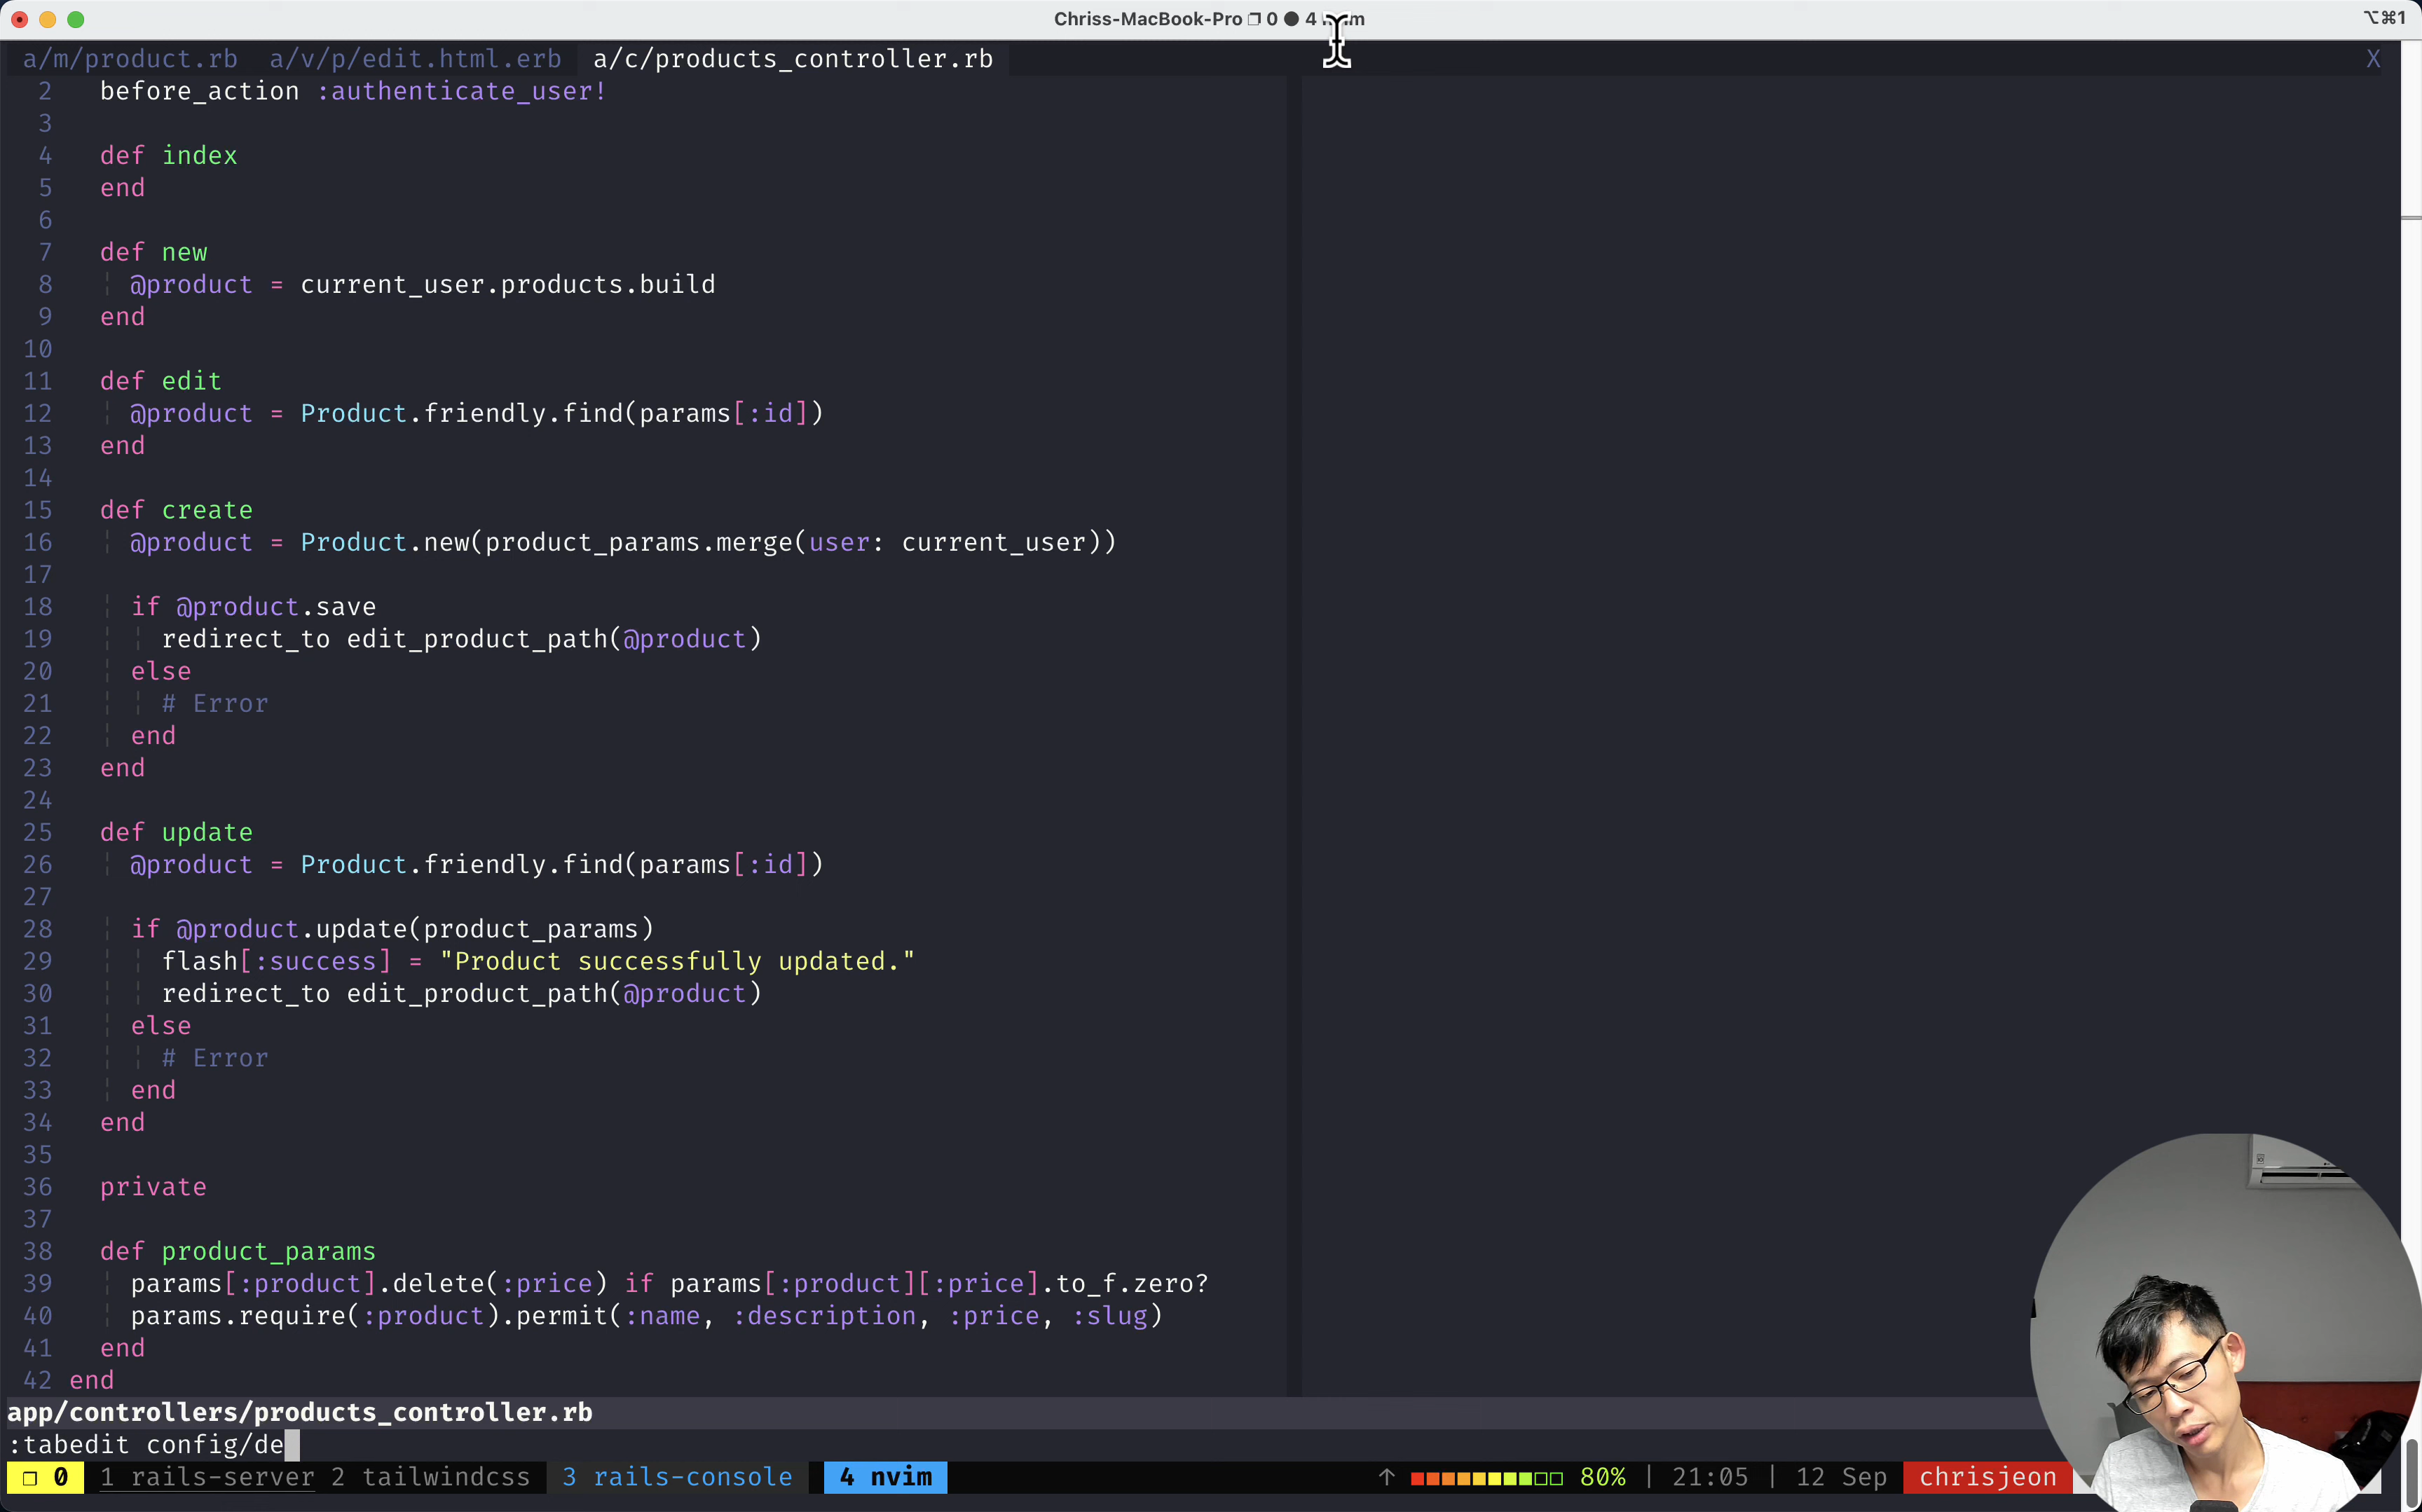 Chriss-MacBook-Pro ❐ 0 ● 4
⌥⌘1
a/m/product.rb a/v/p/edit.html.erb a/c/products_controller.rb X
2 before_action :authenticate_user!
3
4 def index
5 end
6
7 def new
8 @product = current_user.products.build
9 end
10
11 def edit
12 @product = Product.friendly.find(params[:id])
13 end
14
15 def create
16 @product = Product.new(product_params.merge(user: current_user))
17
18 if @product.save
19 redirect_to edit_product_path(@product)
20 else
21 # Error
22 end
23 end
24
25 def update
26 @product = Product.friendly.find(params[:id])
27
28 if @product.update(product_params)
29 flash[:success] = "Product successfully updated."
30 redirect_to edit_product_path(@product)
31 else
32 # Error
33 end
34 end
35
36 private
37
38 def product_params
39 params[:product].delete(:price) if params[:product][:price].to_f.zero?
40 params.require(:product).permit(:name, :description, :price, :slug)
41 end
42 end
app/controllers/products_controller.rb
:tabedit config/de
❐ 0 1 rails-server 2 tailwindcss 3 rails-console 4 nvim ↑ 80% | 21:05 | 12 Sep chrisjeon